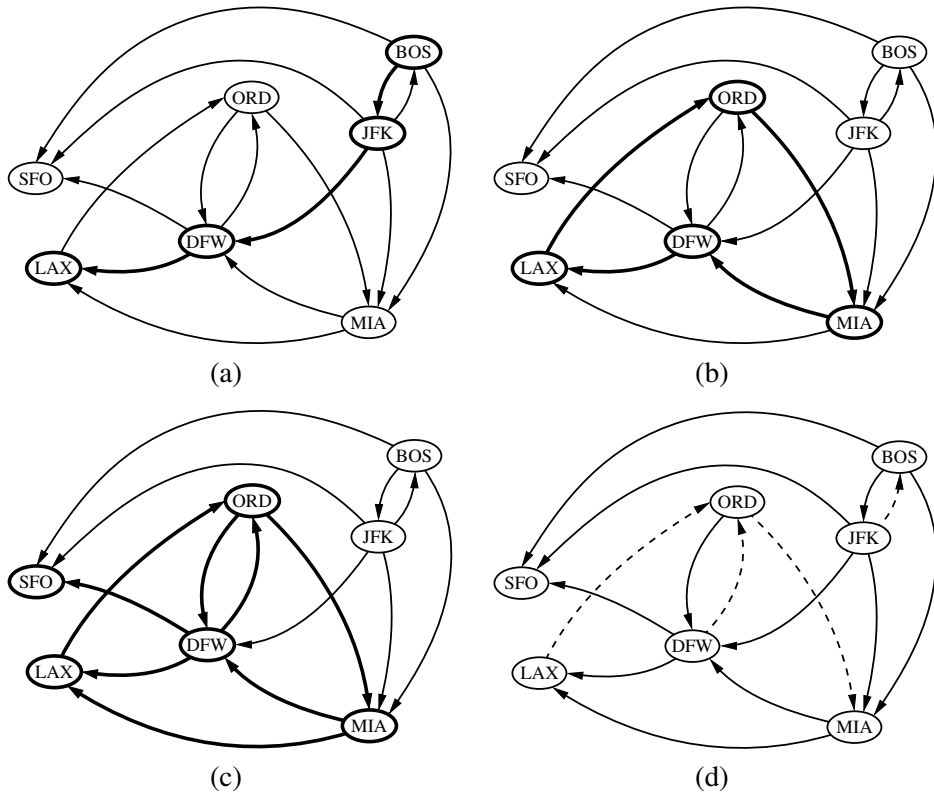 BOS
ORD
JFK
SFO
DFW
LAX
MIA
(a)
BOS
ORD
JFK
SFO
DFW
LAX
MIA
(b)
BOS
ORD
JFK
SFO
DFW
LAX
MIA
(c)
BOS
ORD
JFK
SFO
DFW
LAX
MIA
(d)